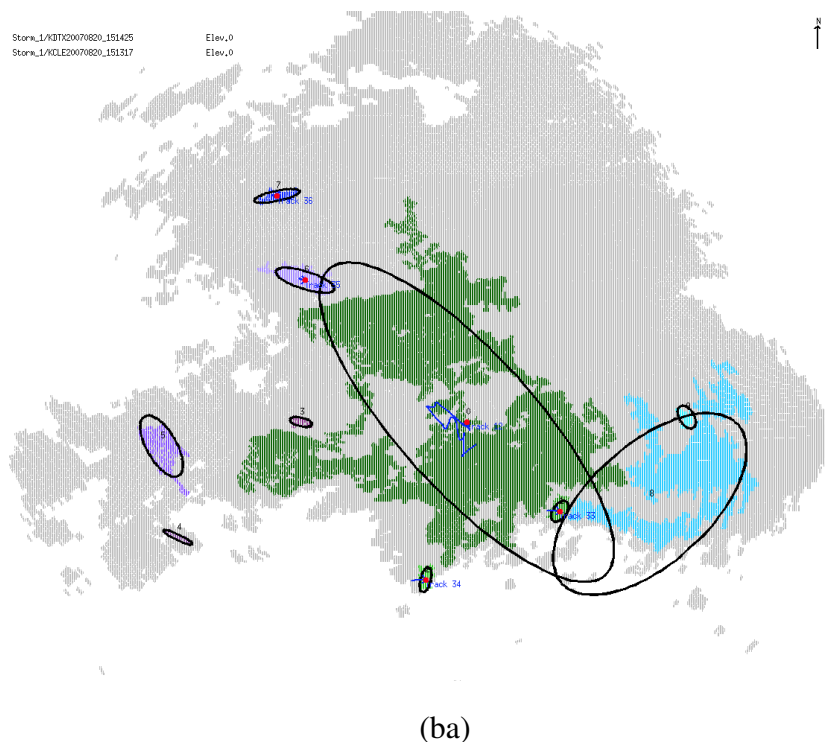 Storm_1/KDTX20070820_151425 Elev.0
Storm_1/KCLE20070820_151317 Elev.0
N
7
Track 36
6
3
0
5
8
Track 33
4
Track 34
(ba)